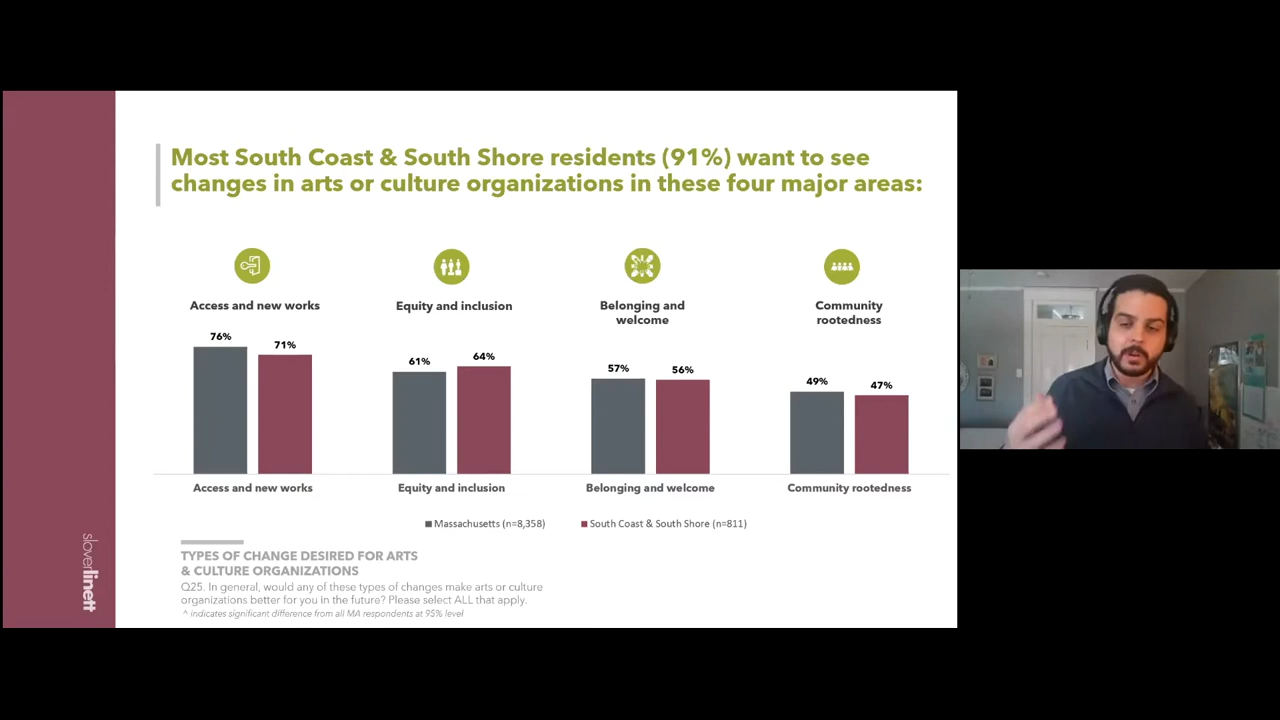 Most South Coast & South Shore residents (91%) want to see
changes in arts or culture organizations in these four major areas:
Access and new works
Equity and inclusion
Belonging and
welcome
Community
rootedness
76%
71%
61%
64%
57%
56%
49%
47%
Access and new works
Equity and inclusion
Belonging and welcome
Community rootedness
Massachusetts (n=8,358)
South Coast & South Shore (n=811)
TYPES OF CHANGE DESIRED FOR ARTS
& CULTURE ORGANIZATIONS
Q25. In general, would any of these types of changes make arts or culture
organizations better for you in the future? Please select ALL that apply.
^ indicates significant difference from all MA respondents at 95% level
sloverlinett